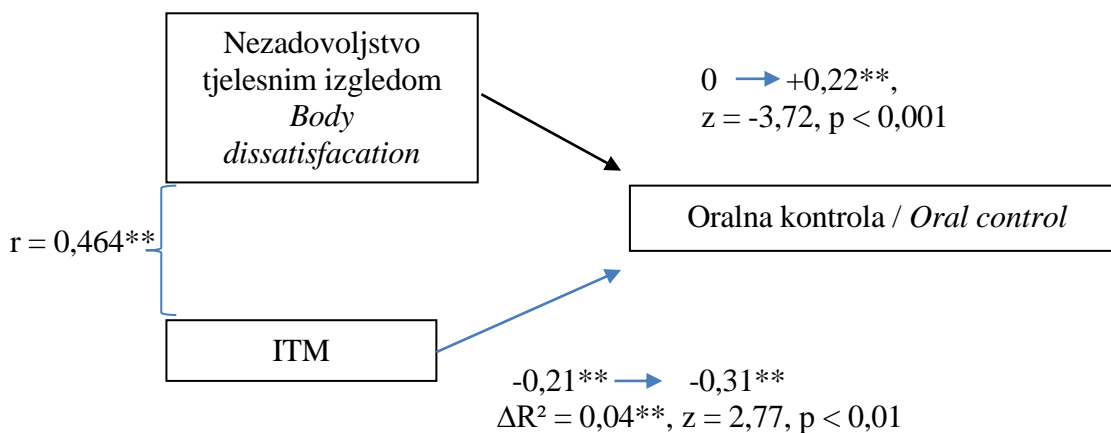 Nezadovoljstvo
tjelesnim izgledom
Body
dissatisfacation
0 +0,22**,
z = -3,72, p < 0,001
Oralna kontrola / Oral control
r = 0,464**
ITM
-0,21** -0,31**
ΔR² = 0,04**, z = 2,77, p < 0,01